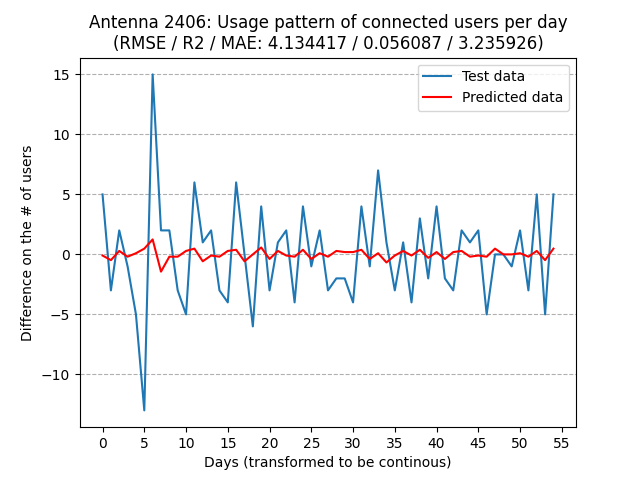 Antenna 2406: Usage pattern of connected users per day
(RMSE / R2 / MAE: 4.134417 / 0.056087 / 3.235926)
Test data
Predicted data
Difference on the # of users
15
10
5
0
−5
−10
0 5 10 15 20 25 30 35 40 45 50 55
Days (transformed to be continous)